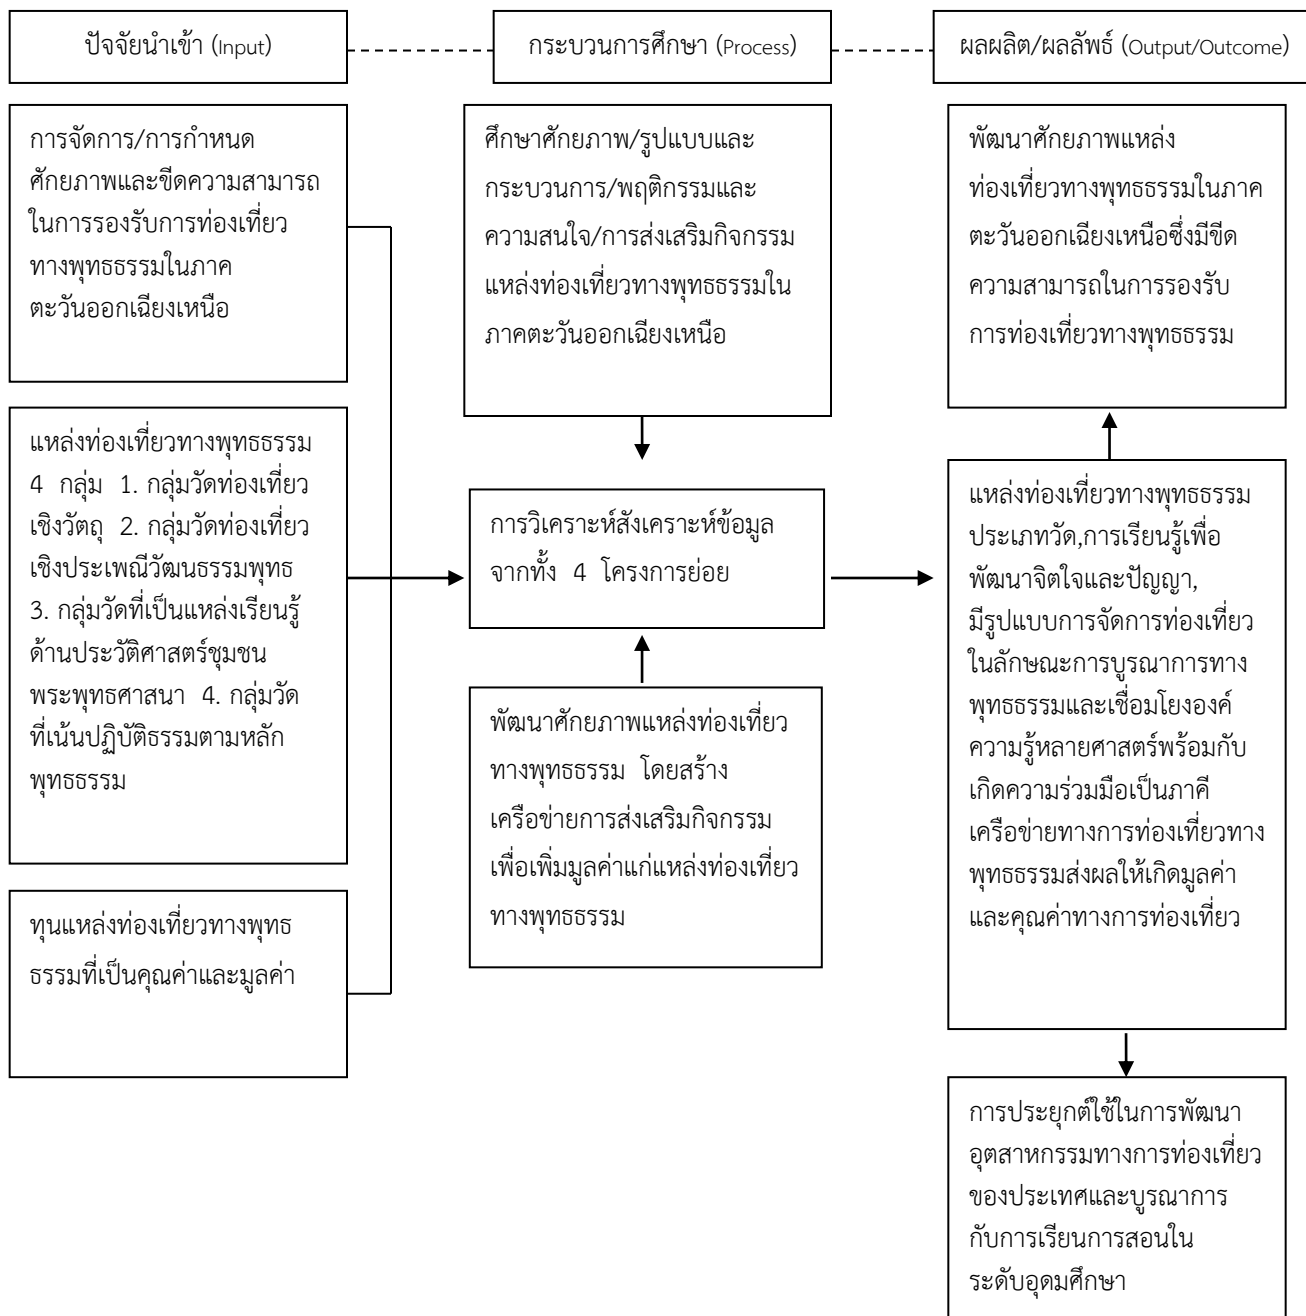 ปัจจัยนำเข้า (Input)
กระบวนการศึกษา (Process)
ผลผลิต/ผลลัพธ์ (Output/Outcome)
การจัดการ/การกำหนด
ศักยภาพและขีดความสามารถ
ในการรองรับการท่องเที่ยว
ทางพุทธธรรมในภาค
ตะวันออกเฉียงเหนือ
แหล่งท่องเที่ยวทางพุทธธรรม
4 กลุ่ม 1. กลุ่มวัดท่องเที่ยว
เชิงวัตถุ 2. กลุ่มวัดท่องเที่ยว
เชิงประเพณีวัฒนธรรมพุทธ
3. กลุ่มวัดที่เป็นแหล่งเรียนรู้
ด้านประวัติศาสตร์ชุมชน
พระพุทธศาสนา 4. กลุ่มวัด
ที่เน้นปฏิบัติธรรมตามหลัก
พุทธธรรม
ทุนแหล่งท่องเที่ยวทางพุทธ
ธรรมที่เป็นคุณค่าและมูลค่า
ศึกษาศักยภาพ/รูปแบบและ
กระบวนการ/พฤติกรรมและ
ความสนใจ/การส่งเสริมกิจกรรม
แหล่งท่องเที่ยวทางพุทธธรรมใน
ภาคตะวันออกเฉียงเหนือ
การวิเคราะห์สังเคราะห์ข้อมูล
จากทั้ง 4 โครงการย่อย
พัฒนาศักยภาพแหล่งท่องเที่ยว
ทางพุทธธรรม โดยสร้าง
เครือข่ายการส่งเสริมกิจกรรม
เพื่อเพิ่มมูลค่าแก่แหล่งท่องเที่ยว
ทางพุทธธรรม
พัฒนาศักยภาพแหล่ง
ท่องเที่ยวทางพุทธธรรมในภาค
ตะวันออกเฉียงเหนือซึ่งมีขีด
ความสามารถในการรองรับ
การท่องเที่ยวทางพุทธธรรม
แหล่งท่องเที่ยวทางพุทธธรรม
ประเภทวัด,การเรียนรู้เพื่อ
พัฒนาจิตใจและปัญญา,
มีรูปแบบการจัดการท่องเที่ยว
ในลักษณะการบูรณาการทาง
พุทธธรรมและเชื่อมโยงองค์
ความรู้หลายศาสตร์พร้อมกับ
เกิดความร่วมมือเป็นภาคี
เครือข่ายทางการท่องเที่ยวทาง
พุทธธรรมส่งผลให้เกิดมูลค่า
และคุณค่าทางการท่องเที่ยว
การประยุกต์ใช้ในการพัฒนา
อุตสาหกรรมทางการท่องเที่ยว
ของประเทศและบูรณาการ
กับการเรียนการสอนใน
ระดับอุดมศึกษา